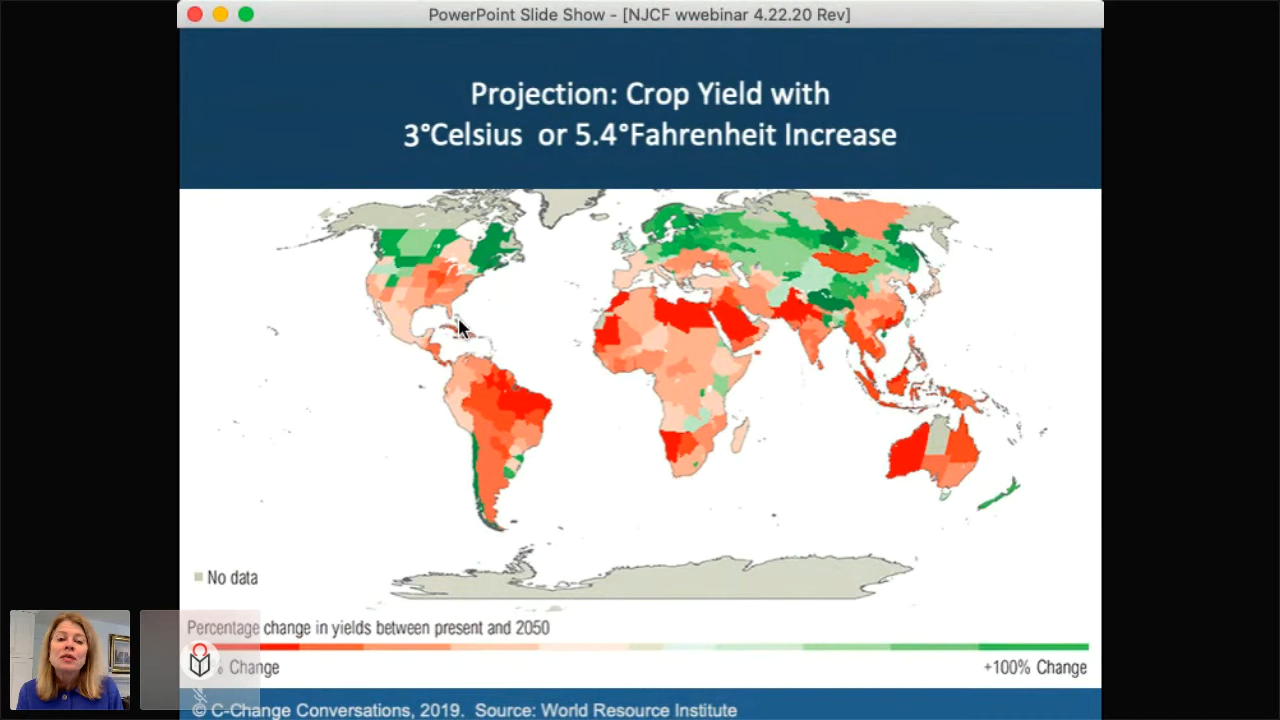 PowerPoint Slide Show - [NJCF wwebinar 4.22.20 Rev]
Projection: Crop Yield with
3°Celsius or 5.4°Fahrenheit Increase
No data
Percentage change in yields between present and 2050
% Change
+100% Change
© C-Change Conversations, 2019. Source: World Resource Institute